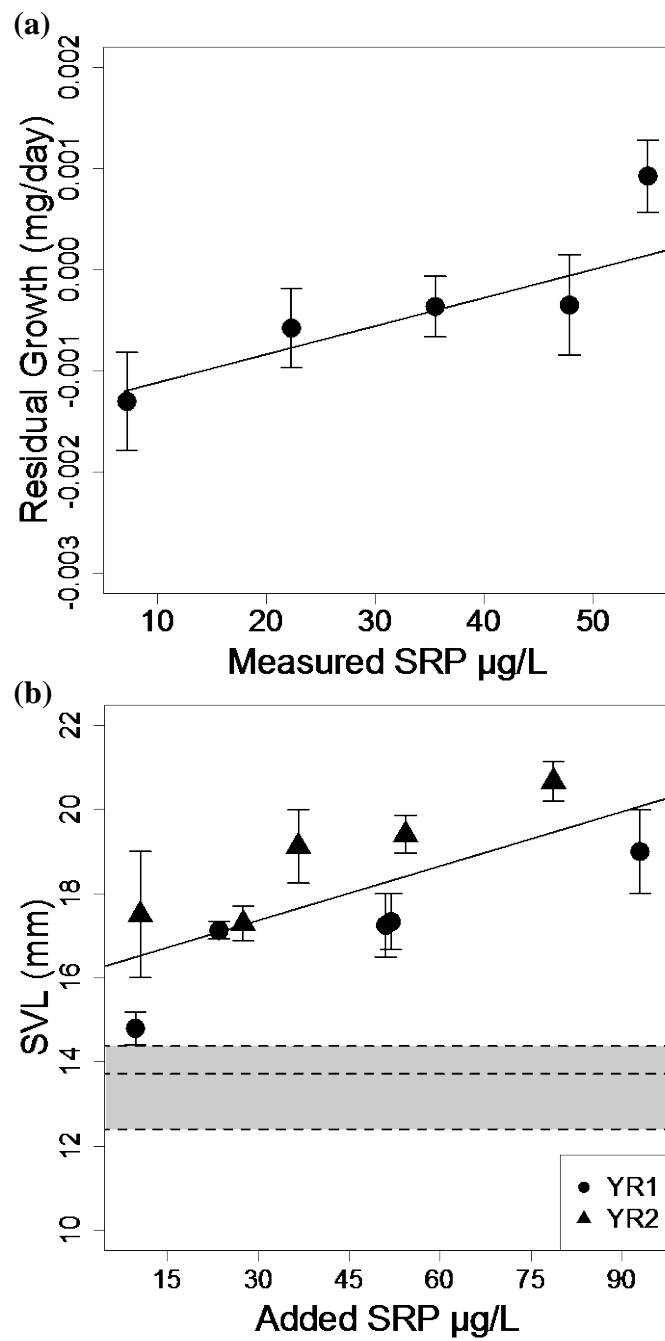 (a)
Residual Growth (mg/day)
0.002
0.001
0.000
-0.001
-0.002
-0.003
10 20 30 40 50
Measured SRP µg/L
(b)
SVL (mm)
22
20
18
16
14
12
10
YR1
YR2
15 30 45 60 75 90
Added SRP µg/L